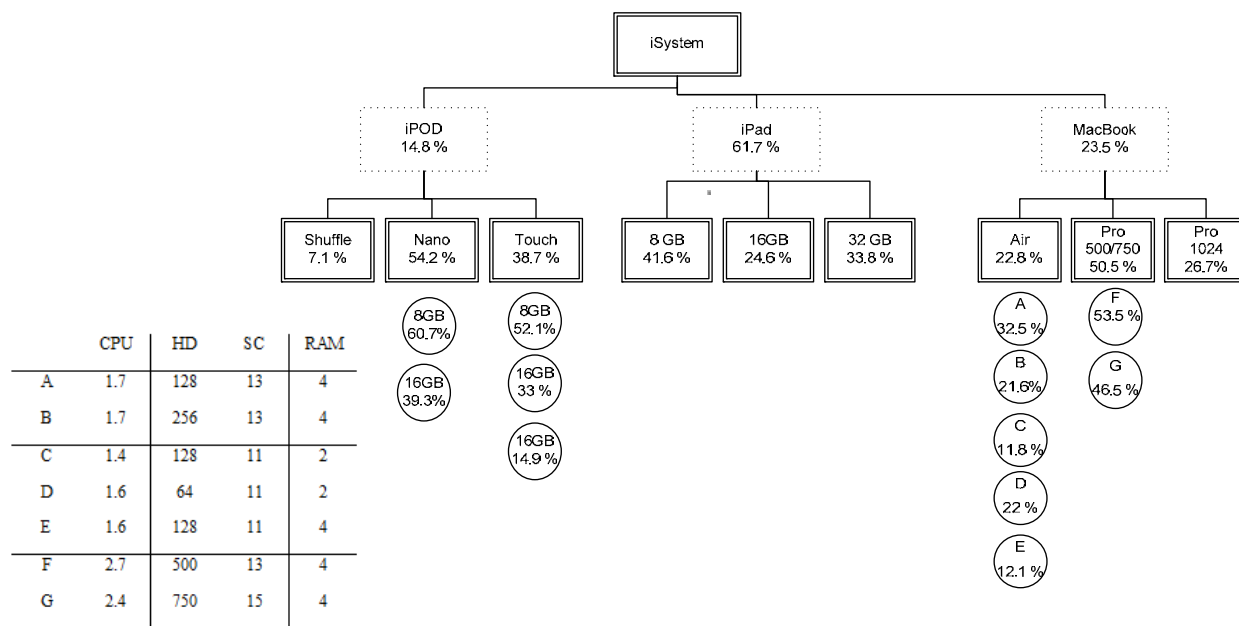 iSystem
iPOD
14.8 %
iPad
61.7 %
MacBook
23.5 %
Shuffle
7.1 %
Nano
54.2 %
Touch
38.7 %
8 GB
41.6 %
16GB
24.6 %
32 GB
33.8 %
Air
22.8 %
Pro
500/750
50.5 %
Pro
1024
26.7%
8GB
60.7%
16GB
39.3%
8GB
52.1%
16GB
33 %
16GB
14.9 %
A
32.5 %
B
21.6%
C
11.8 %
D
22 %
E
12.1 %
F
53.5 %
G
46.5 %
CPU HD SC RAM
A 1.7 128 13 4
B 1.7 256 13 4
C 1.4 128 11 2
D 1.6 64 11 2
E 1.6 128 11 4
F 2.7 500 13 4
G 2.4 750 15 4